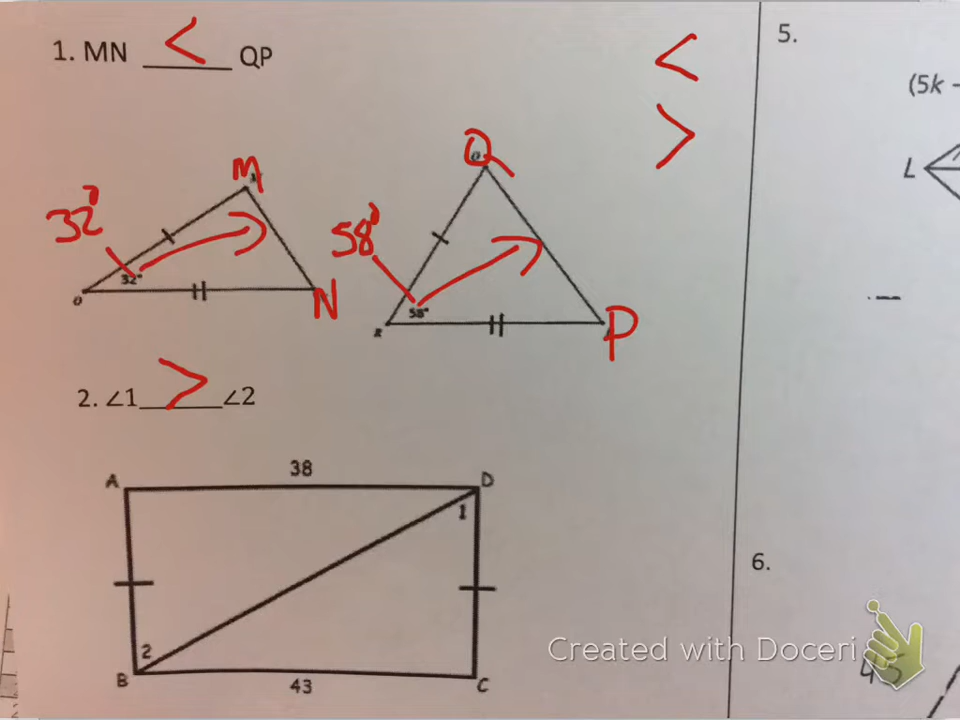 1. MN < QP
<
>
5.
(5k -
L
M
Q
32°
58°
32°
O
N
58°
R
P
2. ∠1 > ∠2
A
38
D
1
2
B
43
C
6.
45
Created with Doceri